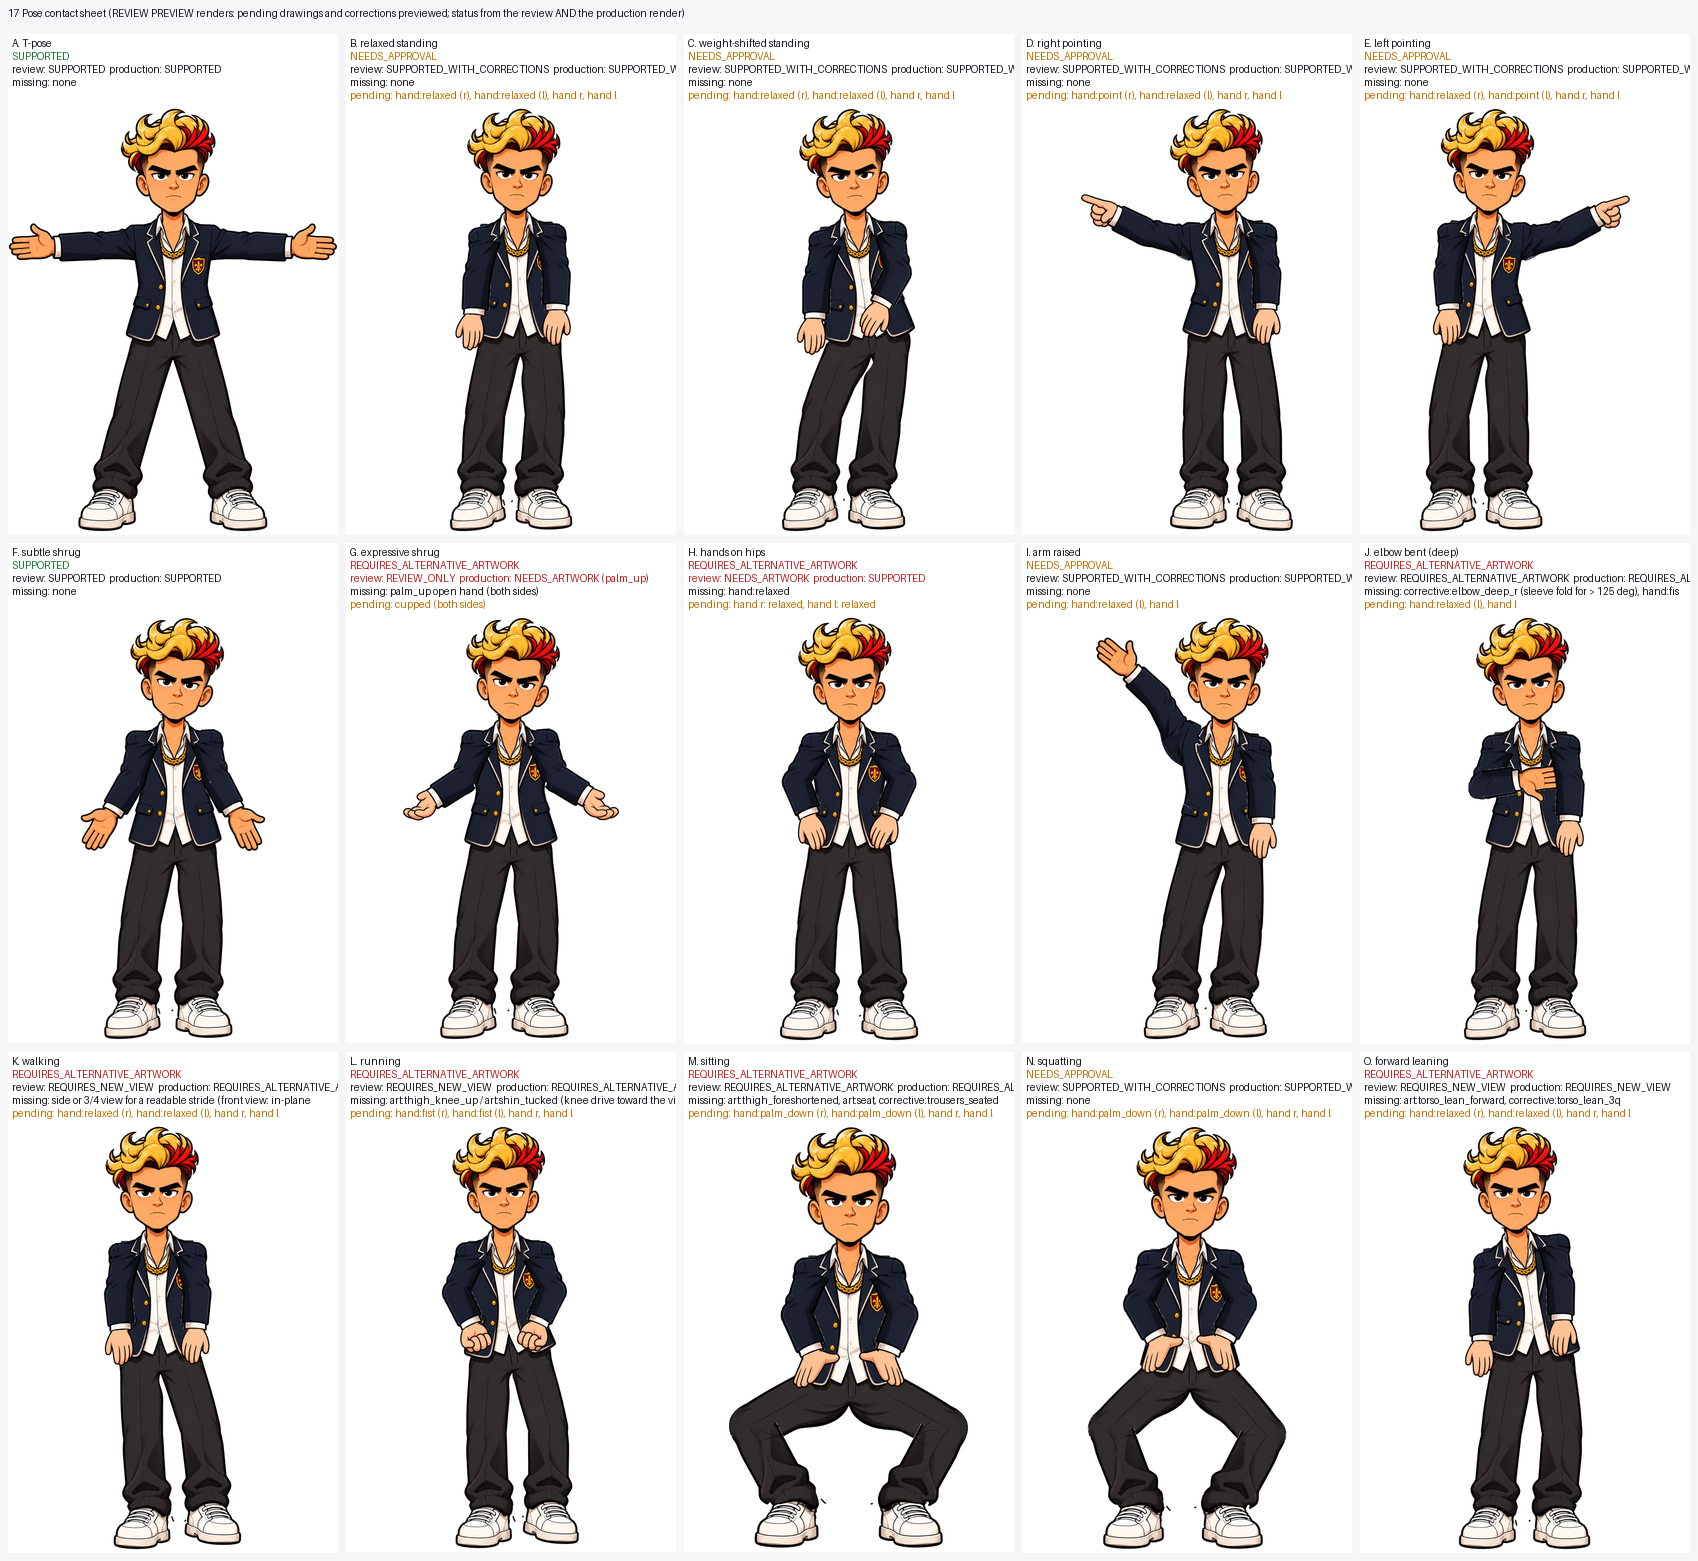 17 Pose contact sheet (REVIEW PREVIEW renders: pending drawings and corrections previewed; status from the review AND the production render)
A. T-pose
SUPPORTED
review: SUPPORTED production: SUPPORTED
missing: none
B. relaxed standing
NEEDS_APPROVAL
review: SUPPORTED_WITH_CORRECTIONS production: SUPPORTED_W
missing: none
pending: hand:relaxed (r), hand:relaxed (l), hand r, hand l
C. weight-shifted standing
NEEDS_APPROVAL
review: SUPPORTED_WITH_CORRECTIONS production: SUPPORTED_W
missing: none
pending: hand:relaxed (r), hand:relaxed (l), hand r, hand l
D. right pointing
NEEDS_APPROVAL
review: SUPPORTED_WITH_CORRECTIONS production: SUPPORTED_W
missing: none
pending: hand:point (r), hand:relaxed (l), hand r, hand l
E. left pointing
NEEDS_APPROVAL
review: SUPPORTED_WITH_CORRECTIONS production: SUPPORTED_W
missing: none
pending: hand:relaxed (r), hand:point (l), hand r, hand l
F. subtle shrug
SUPPORTED
review: SUPPORTED production: SUPPORTED
missing: none
G. expressive shrug
REQUIRES_ALTERNATIVE_ARTWORK
review: REVIEW_ONLY production: NEEDS_ARTWORK (palm_up)
missing: palm_up open hand (both sides)
pending: cupped (both sides)
H. hands on hips
REQUIRES_ALTERNATIVE_ARTWORK
review: NEEDS_ARTWORK production: SUPPORTED
missing: hand:relaxed
pending: hand r: relaxed, hand l: relaxed
I. arm raised
NEEDS_APPROVAL
review: SUPPORTED_WITH_CORRECTIONS production: SUPPORTED_W
missing: none
pending: hand:relaxed (l), hand l
J. elbow bent (deep)
REQUIRES_ALTERNATIVE_ARTWORK
review: REQUIRES_ALTERNATIVE_ARTWORK production: REQUIRES_AL
missing: corrective:elbow_deep_r (sleeve fold for > 125 deg), hand:fis
pending: hand:relaxed (l), hand l
K. walking
REQUIRES_ALTERNATIVE_ARTWORK
review: REQUIRES_NEW_VIEW production: REQUIRES_ALTERNATIVE_A
missing: side or 3/4 view for a readable stride (front view: in-plane
pending: hand:relaxed (r), hand:relaxed (l), hand r, hand l
L. running
REQUIRES_ALTERNATIVE_ARTWORK
review: REQUIRES_NEW_VIEW production: REQUIRES_ALTERNATIVE_A
missing: art:thigh_knee_up / art:shin_tucked (knee drive toward the vi
pending: hand:fist (r), hand:fist (l), hand r, hand l
M. sitting
REQUIRES_ALTERNATIVE_ARTWORK
review: REQUIRES_ALTERNATIVE_ARTWORK production: REQUIRES_AL
missing: art:thigh_foreshortened, art:seat, corrective:trousers_seated
pending: hand:palm_down (r), hand:palm_down (l), hand r, hand l
N. squatting
NEEDS_APPROVAL
review: SUPPORTED_WITH_CORRECTIONS production: SUPPORTED_W
missing: none
pending: hand:palm_down (r), hand:palm_down (l), hand r, hand l
O. forward leaning
REQUIRES_ALTERNATIVE_ARTWORK
review: REQUIRES_NEW_VIEW production: REQUIRES_NEW_VIEW
missing: art:torso_lean_forward, corrective:torso_lean_3q
pending: hand:relaxed (r), hand:relaxed (l), hand r, hand l